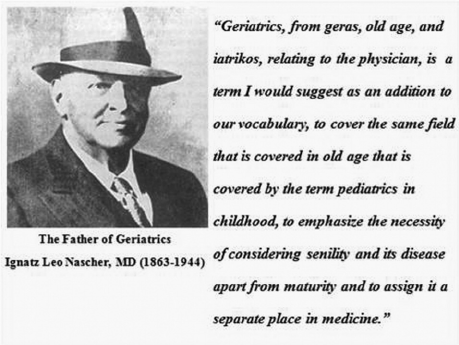 “Geriatrics, from geras, old age, and
iatrikos, relating to the physician, is a
term I would suggest as an addition to
our vocabulary, to cover the same field
that is covered in old age that is
covered by the term pediatrics in
childhood, to emphasize the necessity
of considering senility and its disease
apart from maturity and to assign it a
separate place in medicine.”
The Father of Geriatrics
Ignatz Leo Nascher, MD (1863-1944)